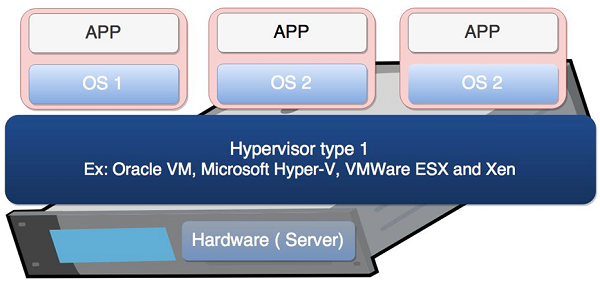 APP
APP
APP
OS 1
OS 2
OS 2
Hypervisor type 1
Ex: Oracle VM, Microsoft Hyper-V, VMWare ESX and Xen
Hardware ( Server)